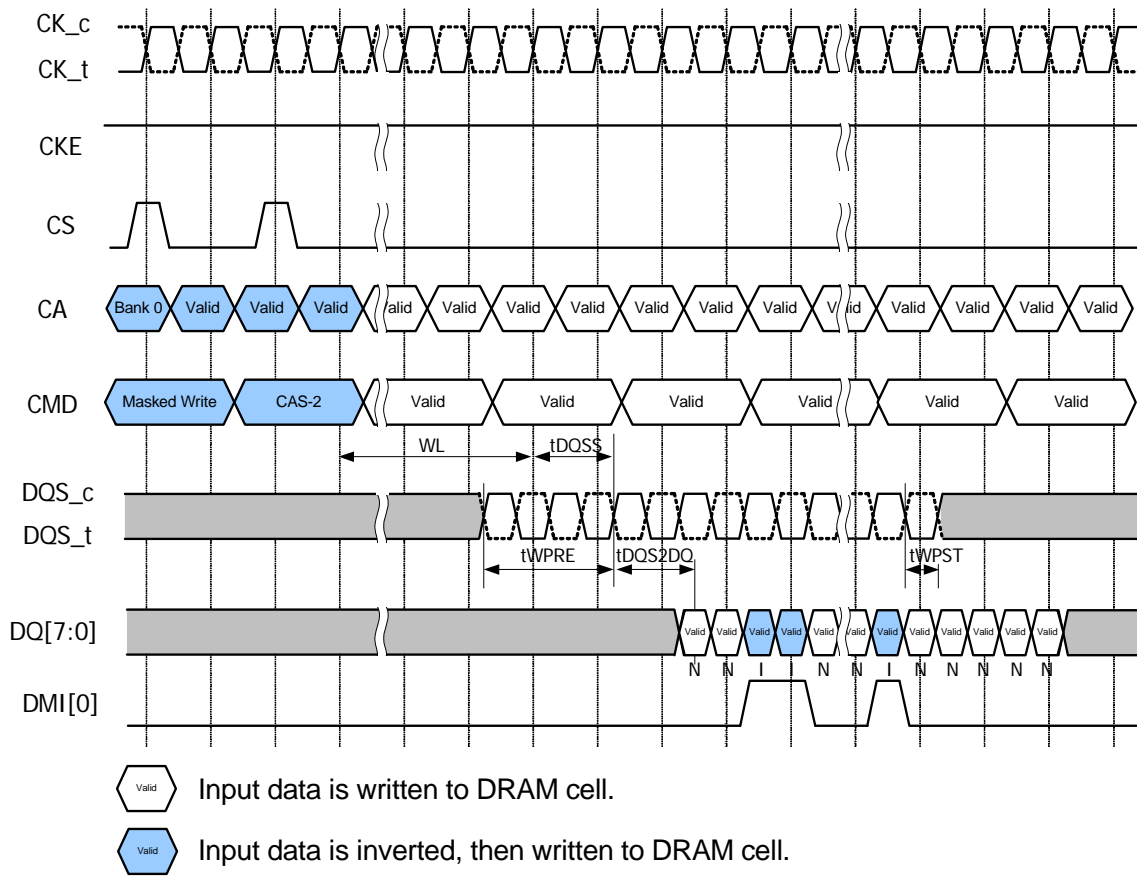 CK_c
CK_t
CKE
CS
CA Bank 0 Valid Valid Valid alid Valid Valid Valid Valid Valid Valid V lid Valid Valid Valid Valid
CMD Masked Write CAS-2 Valid Valid Valid Valid Valid Valid
WL tDQSS
DQS_c
DQS_t
tWPRE tDQS2DQ tWPST
DQ[7:0] Valid Valid Valid Valid Valid Valid Valid Valid Valid Valid Valid Valid
N N I I N N I N N N N N
DMI[0]
Valid Input data is written to DRAM cell.
Valid Input data is inverted, then written to DRAM cell.